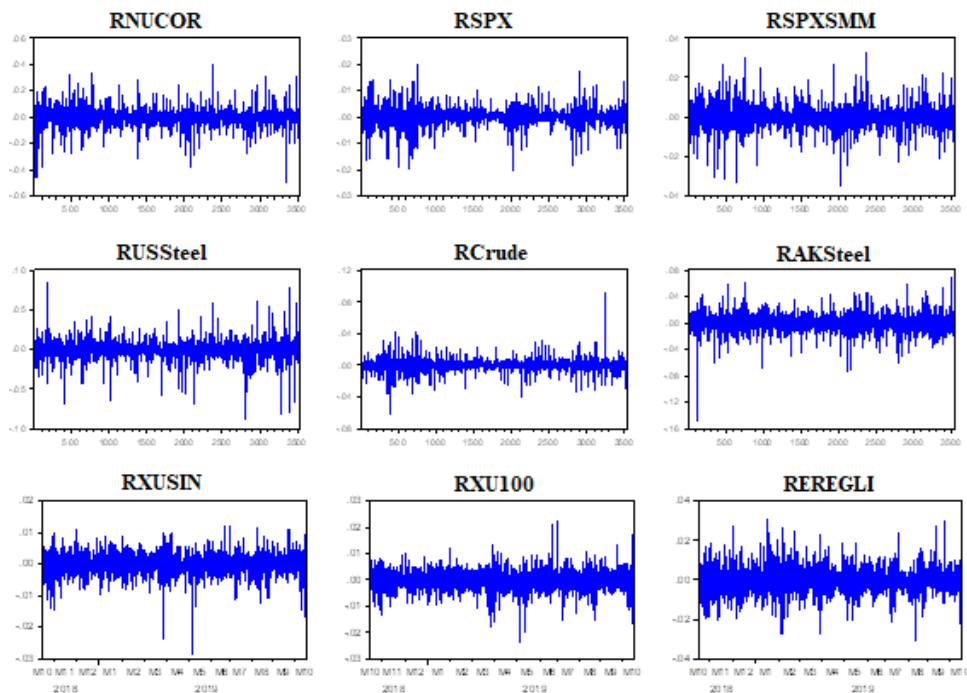 RNUCOR RSPX RSPXSMM
.06 .03 .04
.04 .02
.02 .01 .02
.00 .00 .00
-.02 -.01
-.04 -.02 -.02
-.06 -.03 -.04
500 1000 1500 2000 2500 3000 3500 500 1000 1500 2000 2500 3000 3500 500 1000 1500 2000 2500 3000 3500
RUSSteel RCrude RAKSteel
.10 .12 .08
.05 .08 .04
.00 .04 .00
-.05 .00 -.04
-.04 -.08
-.12
-.10 -.08 -.16
500 1000 1500 2000 2500 3000 3500 500 1000 1500 2000 2500 3000 3500 500 1000 1500 2000 2500 3000 3500
RXUSIN RXU100 REREGLI
.02 .03 .04
.01 .02 .02
.00 .01
.00 .00
-.01 -.01
-.02 -.02 -.02
-.03 -.03 -.04
M10 M11 M12 M1 M2 M3 M4 M5 M6 M7 M8 M9 M10 M10 M11 M12 M1 M2 M3 M4 M5 M6 M7 M8 M9 M10 M10 M11 M12 M1 M2 M3 M4 M5 M6 M7 M8 M9 M10
2018 2019 2018 2019 2018 2019